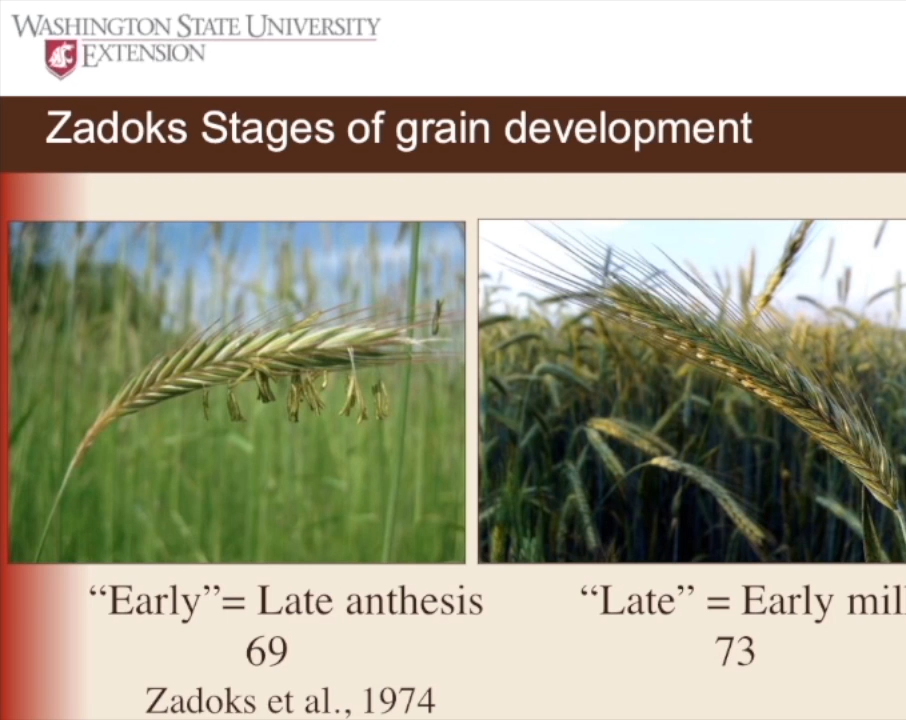 WASHINGTON STATE UNIVERSITY
EXTENSION
Zadoks Stages of grain development
“Early”= Late anthesis
“Late” = Early mil
69
73
Zadoks et al., 1974